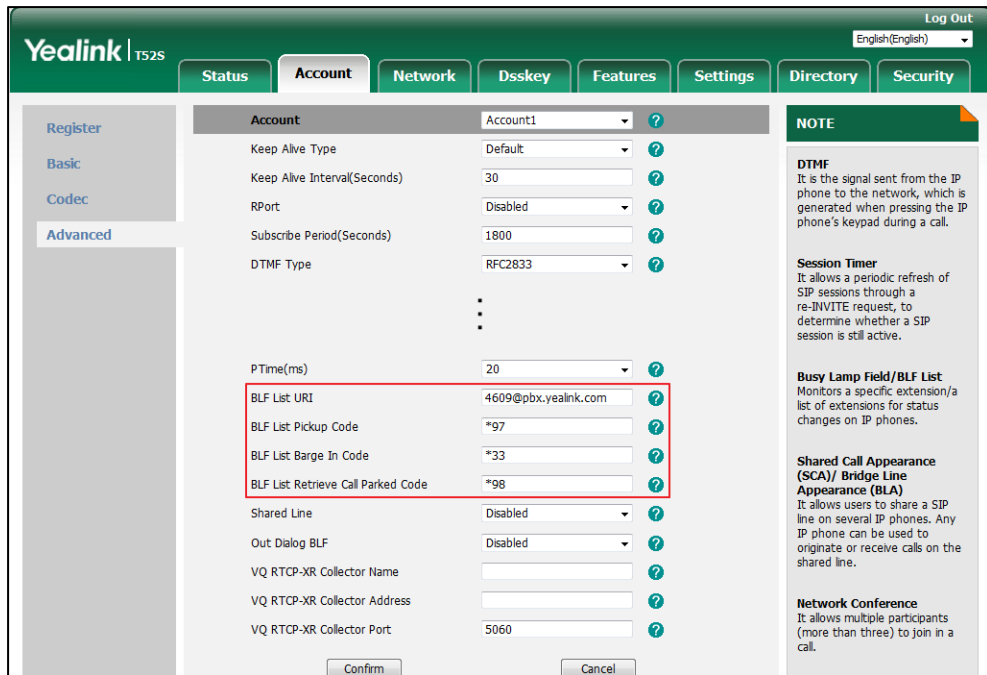 Log Out
Yealink T52S
English(English)
Status Account Network Dsskey Features Settings Directory Security
Register
Basic
Codec
Advanced
Account Account1
Keep Alive Type Default
Keep Alive Interval(Seconds) 30
RPort Disabled
Subscribe Period(Seconds) 1800
DTMF Type RFC2833
PTime(ms) 20
BLF List URI 4609@pbx.yealink.com
BLF List Pickup Code *97
BLF List Barge In Code *33
BLF List Retrieve Call Parked Code *98
Shared Line Disabled
Out Dialog BLF Disabled
VQ RTCP-XR Collector Name
VQ RTCP-XR Collector Address
VQ RTCP-XR Collector Port 5060
Confirm Cancel
NOTE
DTMF
It is the signal sent from the IP
phone to the network, which is
generated when pressing the IP
phone's keypad during a call.
Session Timer
It allows a periodic refresh of
SIP sessions through a
re-INVITE request, to
determine whether a SIP
session is still active.
Busy Lamp Field/BLF List
Monitors a specific extension/a
list of extensions for status
changes on IP phones.
Shared Call Appearance
(SCA)/ Bridge Line
Appearance (BLA)
It allows users to share a SIP
line on several IP phones. Any
IP phone can be used to
originate or receive calls on the
shared line.
Network Conference
It allows multiple participants
(more than three) to join in a
call.